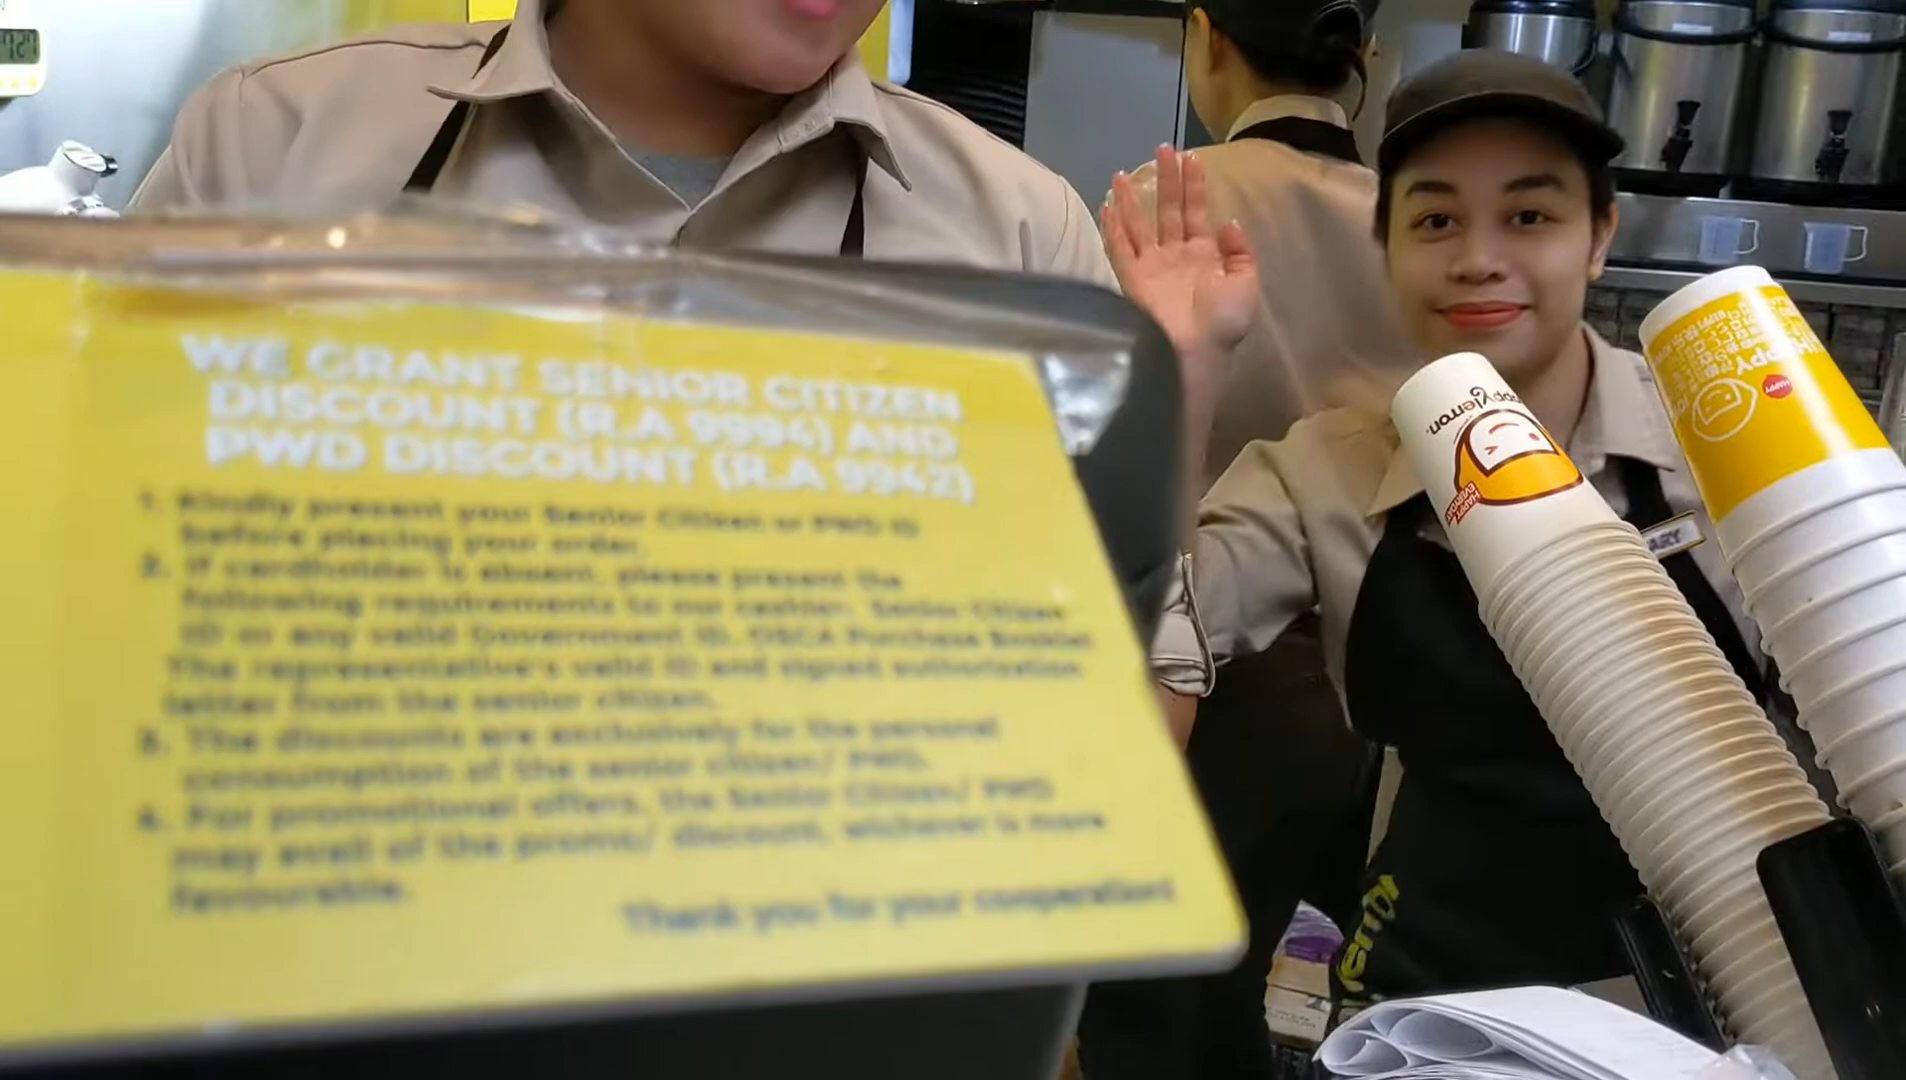 WE GRANT SENIOR CITIZEN
DISCOUNT (R.A 9994) AND
PWD DISCOUNT (R.A 9942)
1. Kindly present your Senior Citizen or PWD ID
before placing your order.
2. If cardholder is absent, please present the
following requirements to our cashier. Senior Citizen
ID or any valid Government ID, OSCA Purchase Booklet
The representative's valid ID and signed authorization
letter from the senior citizen.
3. The discounts are exclusively for the personal
consumption of the senior citizen/ PWD.
4. For promotional offers, the Senior Citizen/ PWD
may avail of the promo/ discount, whichever is more
favourable.
Thank you for your cooperation!
happylemon.
HAPPY
EVERYDAY
HAPPY
ARY